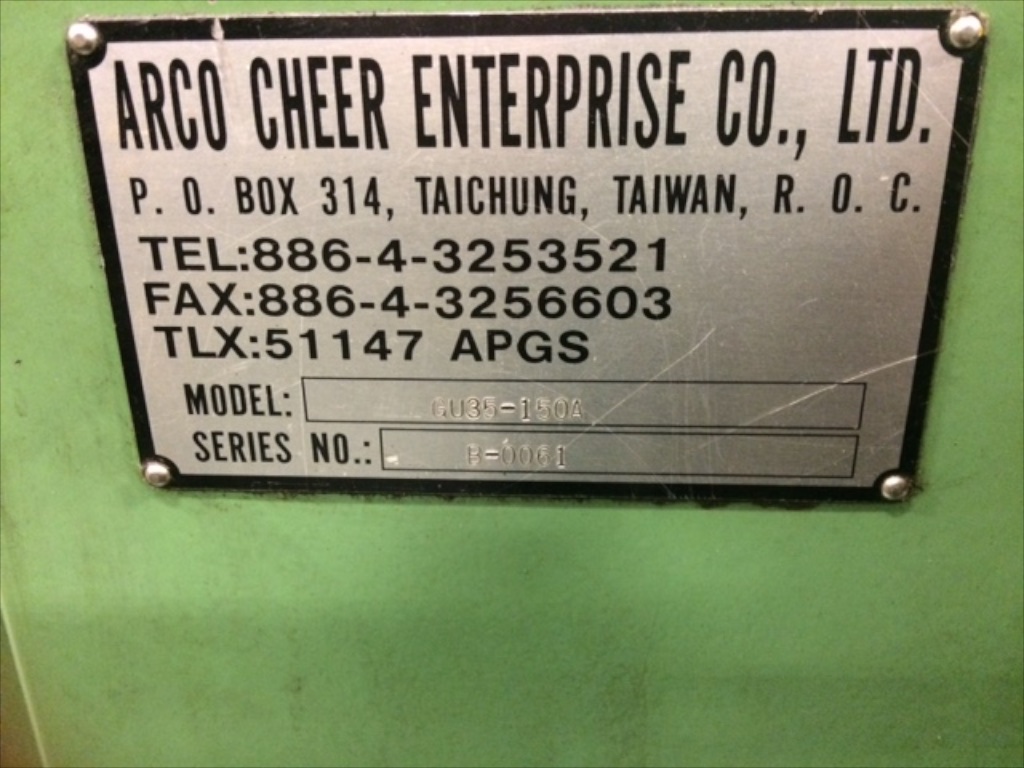 ARCO CHEER ENTERPRISE CO., LTD.
P. O. BOX 314, TAICHUNG, TAIWAN, R. O. C.
TEL:886-4-3253521
FAX:886-4-3256603
TLX:51147 APGS
MODEL: GU35-150A
SERIES NO.: B-0061